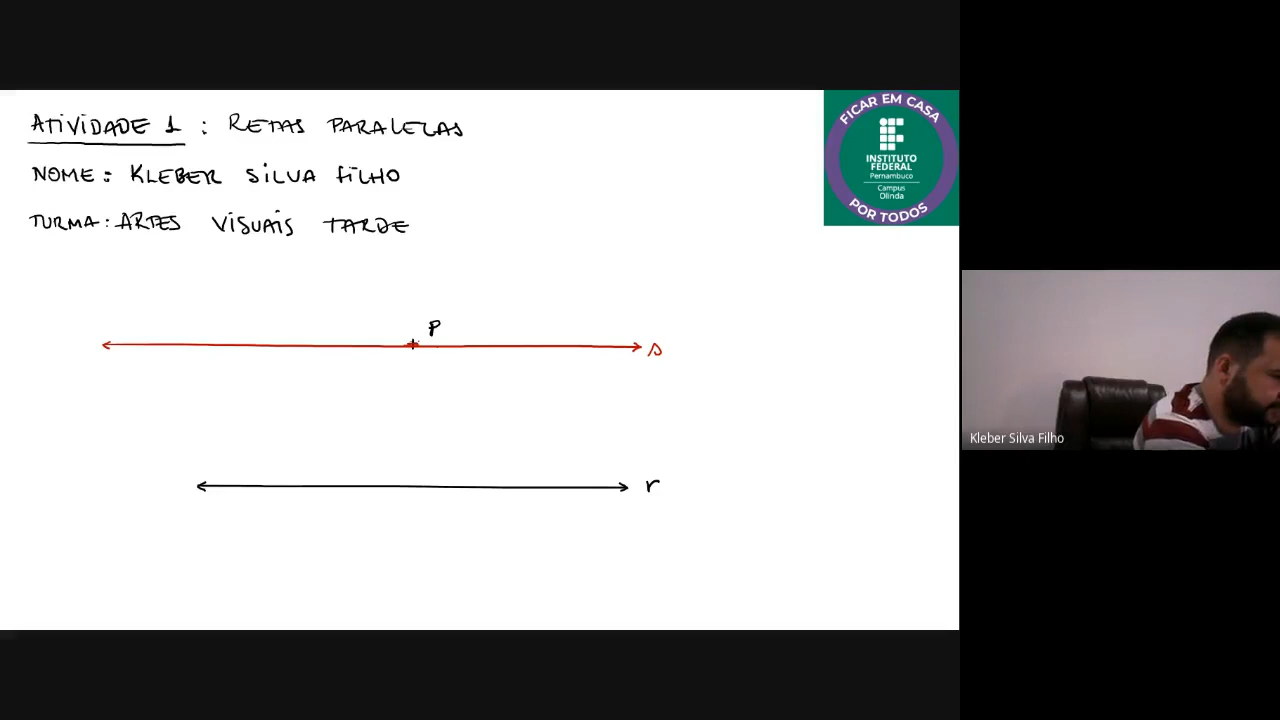 ATIVIDADE 1 : RETAS PARALELAS
NOME: KLEBER SILVA FILHO
TURMA: ARTES VISUAIS TARDE
FICAR EM CASA
INSTITUTO
FEDERAL
Pernambuco
Campus
Olinda
POR TODOS
P
s
r
Kleber Silva Filho